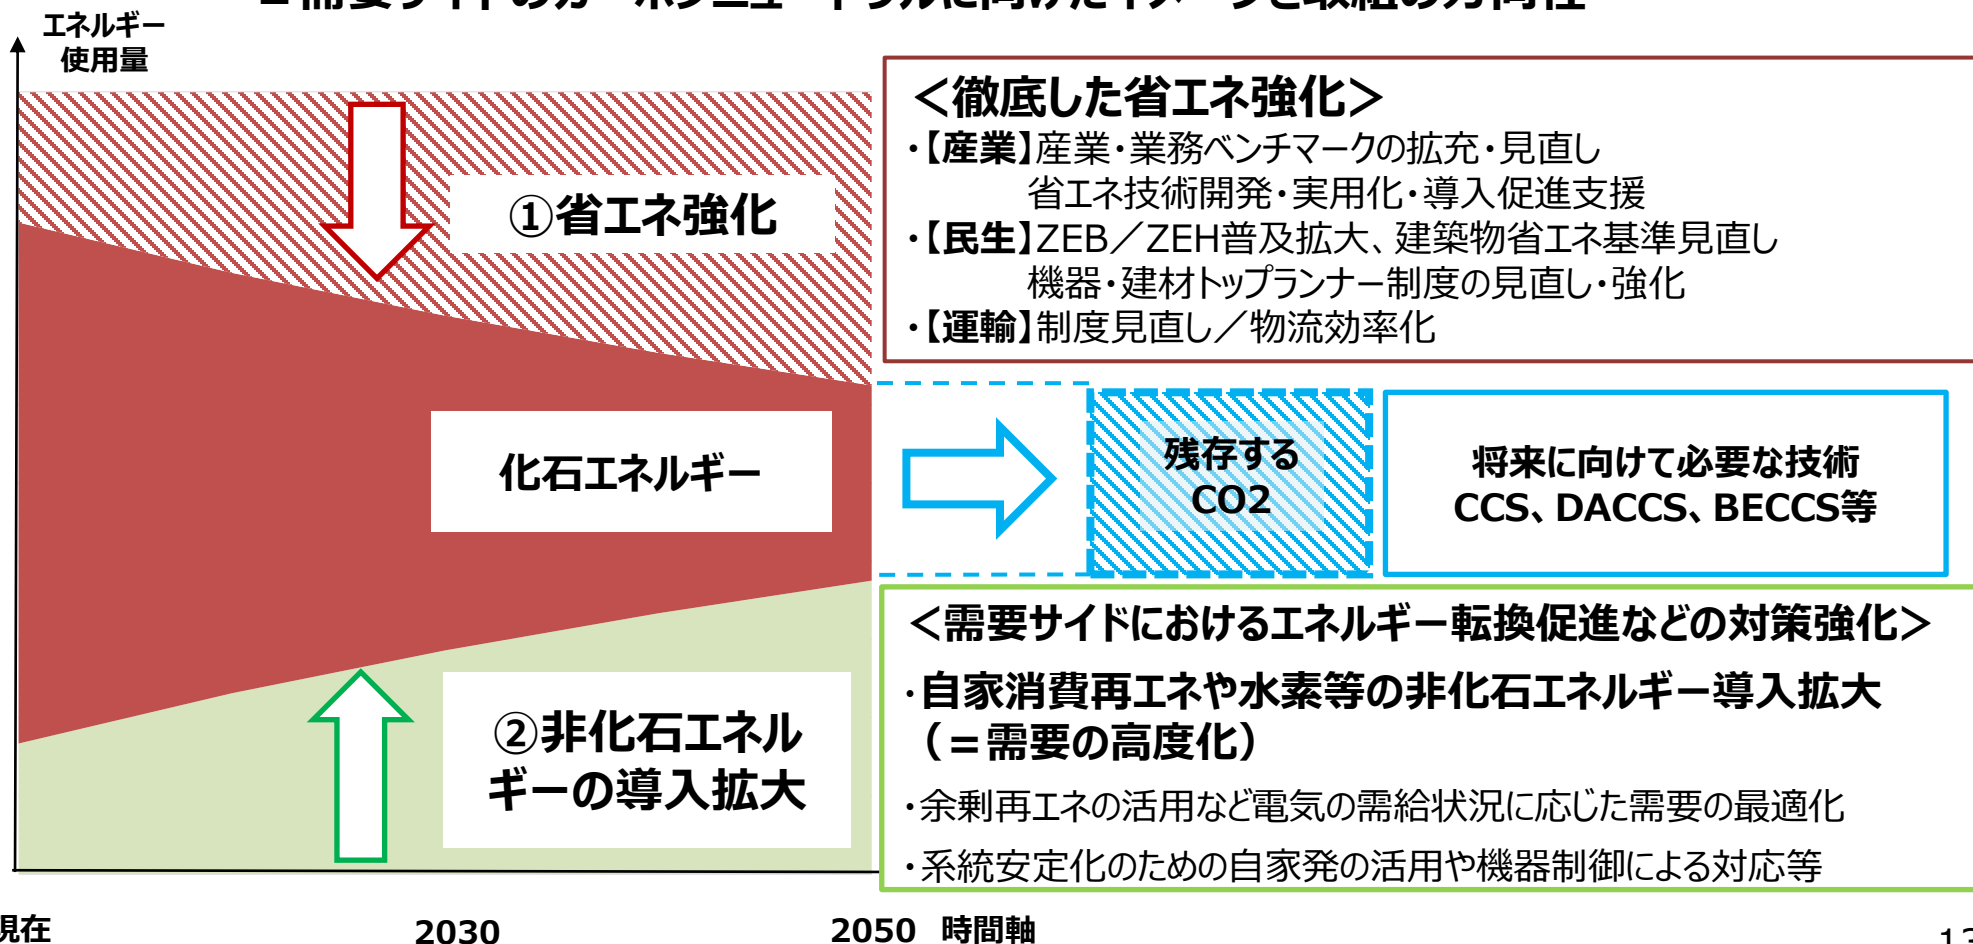 エネルギー
使用量
①省エネ強化
化石エネルギー
②非化石エネル
ギーの導入拡大
＜徹底した省エネ強化＞
・【産業】産業・業務ベンチマークの拡充・見直し
省エネ技術開発・実用化・導入促進支援
・【民生】ZEB／ZEH普及拡大、建築物省エネ基準見直し
機器・建材トップランナー制度の見直し・強化
・【運輸】制度見直し／物流効率化
残存する
CO2
将来に向けて必要な技術
CCS、DACCS、BECCS等
＜需要サイドにおけるエネルギー転換促進などの対策強化＞
・自家消費再エネや水素等の非化石エネルギー導入拡大
（＝需要の高度化）
・余剰再エネの活用など電気の需給状況に応じた需要の最適化
・系統安定化のための自家発の活用や機器制御による対応等
現在
2030
2050 時間軸